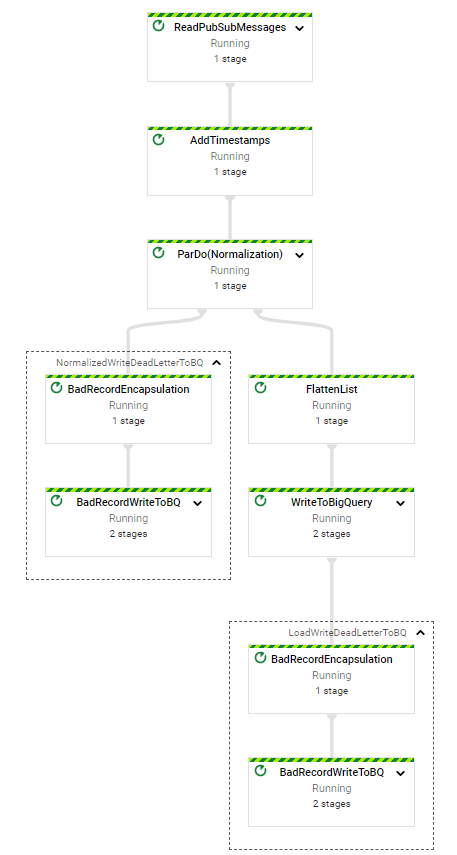 ReadPubSubMessages
Running
1 stage
AddTimestamps
Running
1 stage
ParDo(Normalization)
Running
1 stage
NormalizedWriteDeadLetterToBQ
BadRecordEncapsulation
Running
1 stage
BadRecordWriteToBQ
Running
2 stages
FlattenList
Running
1 stage
WriteToBigQuery
Running
2 stages
LoadWriteDeadLetterToBQ
BadRecordEncapsulation
Running
1 stage
BadRecordWriteToBQ
Running
2 stages